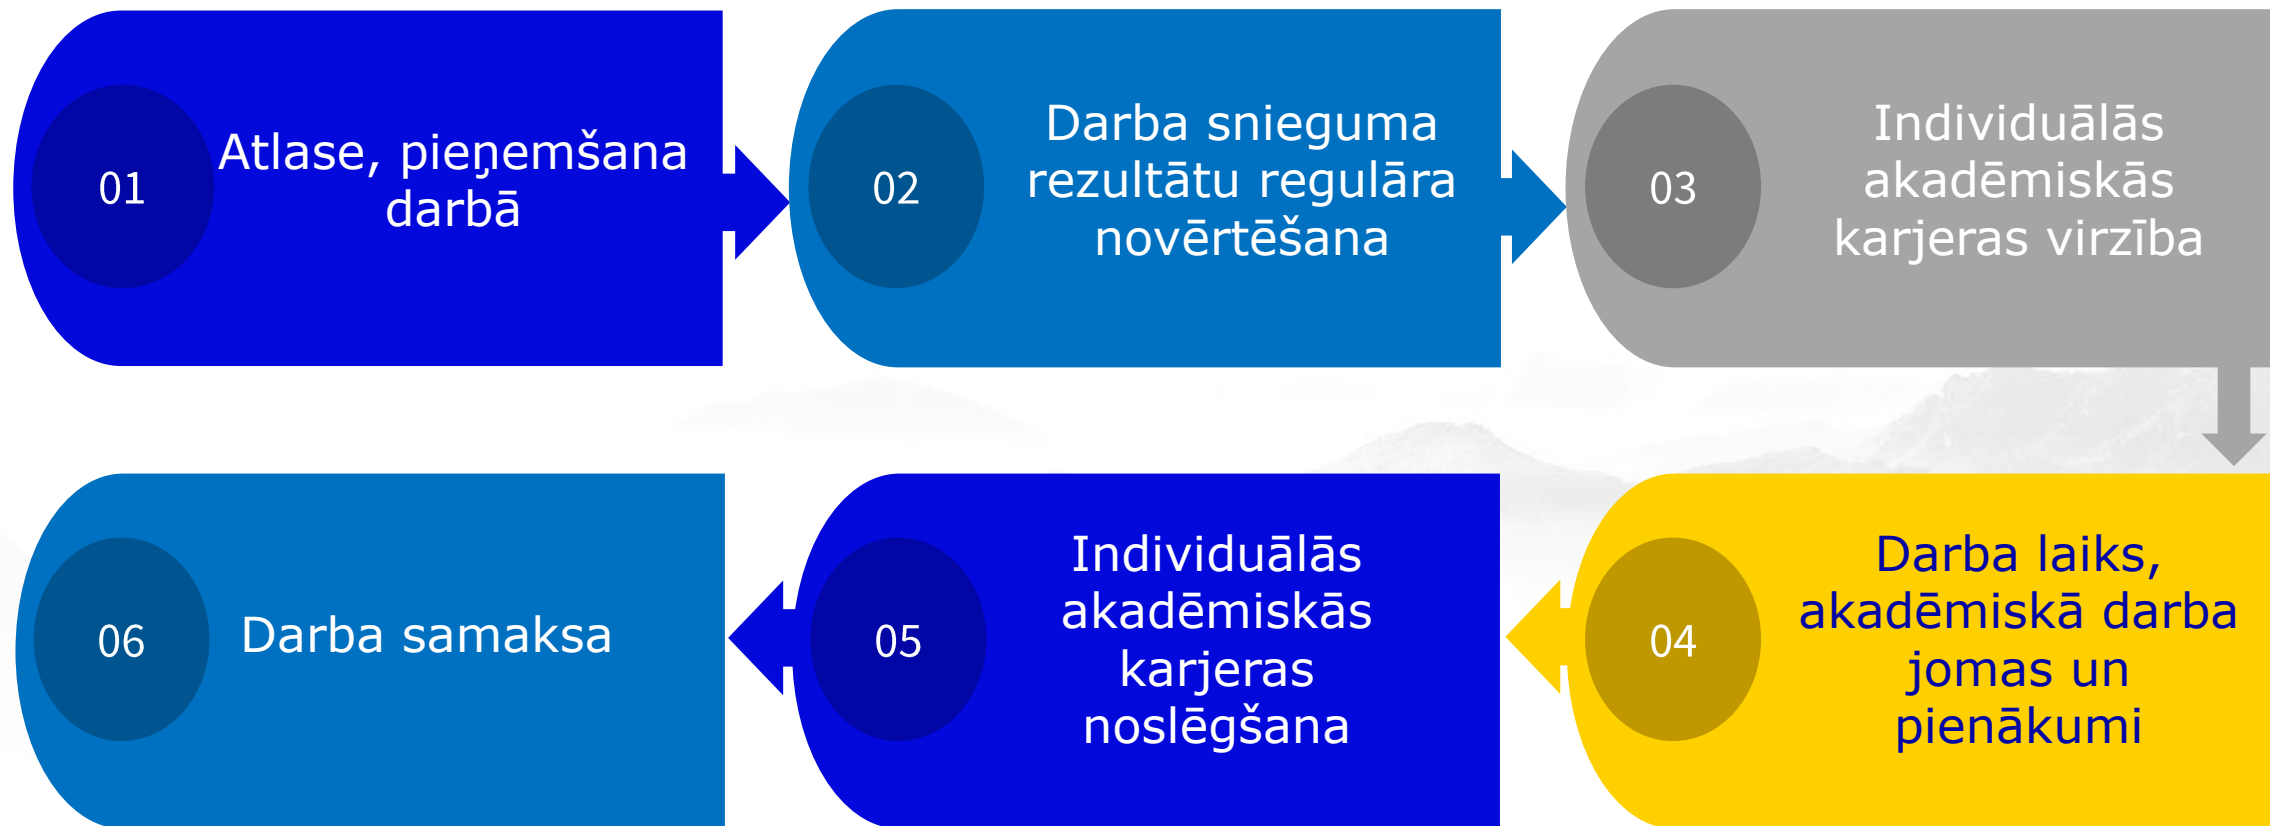 01
Atlase, pieņemšana
darbā
02
Darba snieguma
rezultātu regulāra
novērtēšana
03
Individuālās
akadēmiskās
karjeras virzība
04
Darba laiks,
akadēmiskā darba
jomas un
pienākumi
05
Individuālās
akadēmiskās
karjeras
noslēgšana
06
Darba samaksa